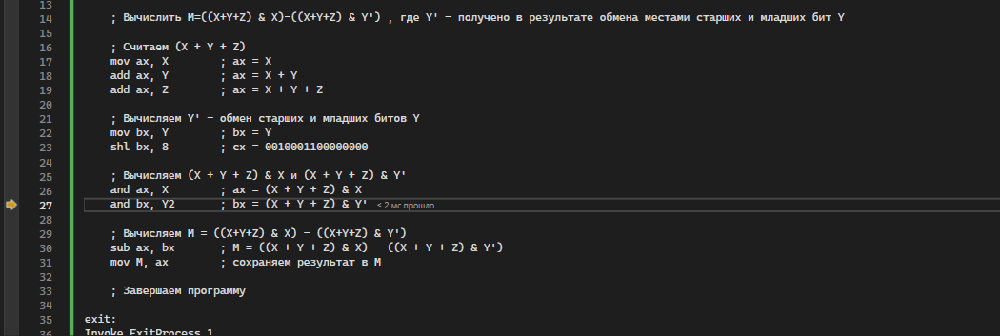 13
14 ; Вычислить M=((X+Y+Z) & X)-((X+Y+Z) & Y') , где Y' - получено в результате обмена местами старших и младших бит Y
15
16 ; Считаем (X + Y + Z)
17 mov ax, X ; ax = X
18 add ax, Y ; ax = X + Y
19 add ax, Z ; ax = X + Y + Z
20
21 ; Вычисляем Y' - обмен старших и младших битов Y
22 mov bx, Y ; bx = Y
23 shl bx, 8 ; cx = 0010001100000000
24
25 ; Вычисляем (X + Y + Z) & X и (X + Y + Z) & Y'
26 and ax, X ; ax = (X + Y + Z) & X
27 and bx, Y2 ; bx = (X + Y + Z) & Y' ≤ 2 мс прошло
28
29 ; Вычисляем M = ((X+Y+Z) & X) - ((X+Y+Z) & Y')
30 sub ax, bx ; M = ((X + Y + Z) & X) - ((X + Y + Z) & Y')
31 mov M, ax ; сохраняем результат в M
32
33 ; Завершаем программу
34
35 exit:
36 Invoke ExitProcess,1